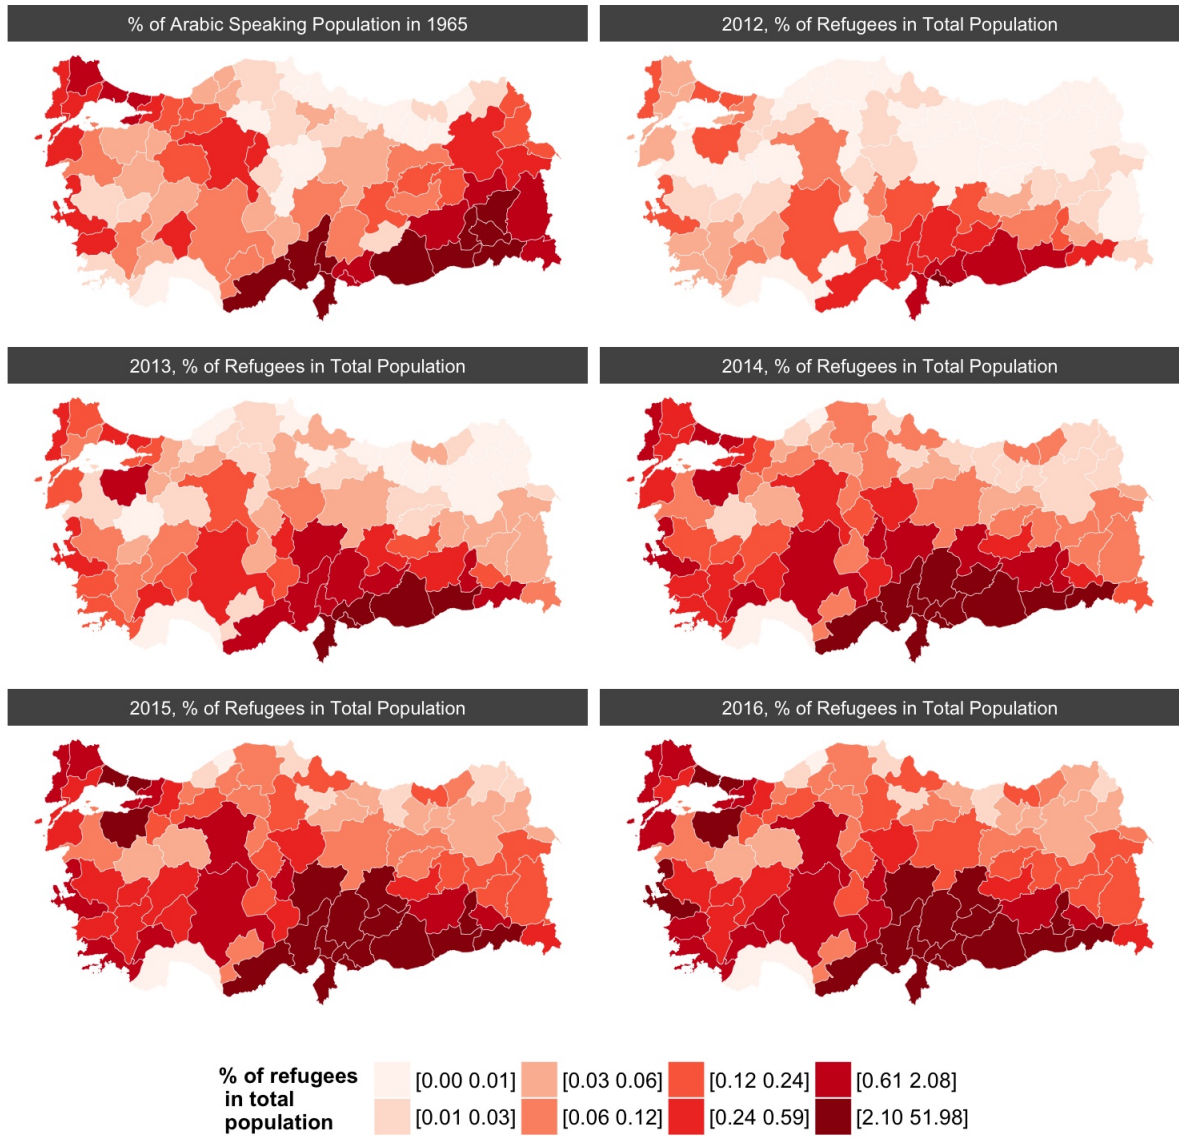 % of Arabic Speaking Population in 1965
2012, % of Refugees in Total Population
2013, % of Refugees in Total Population
2014, % of Refugees in Total Population
2015, % of Refugees in Total Population
2016, % of Refugees in Total Population
% of refugees
in total
population
[0.00 0.01]
[0.03 0.06]
[0.12 0.24]
[0.61 2.08]
[0.01 0.03]
[0.06 0.12]
[0.24 0.59]
[2.10 51.98]